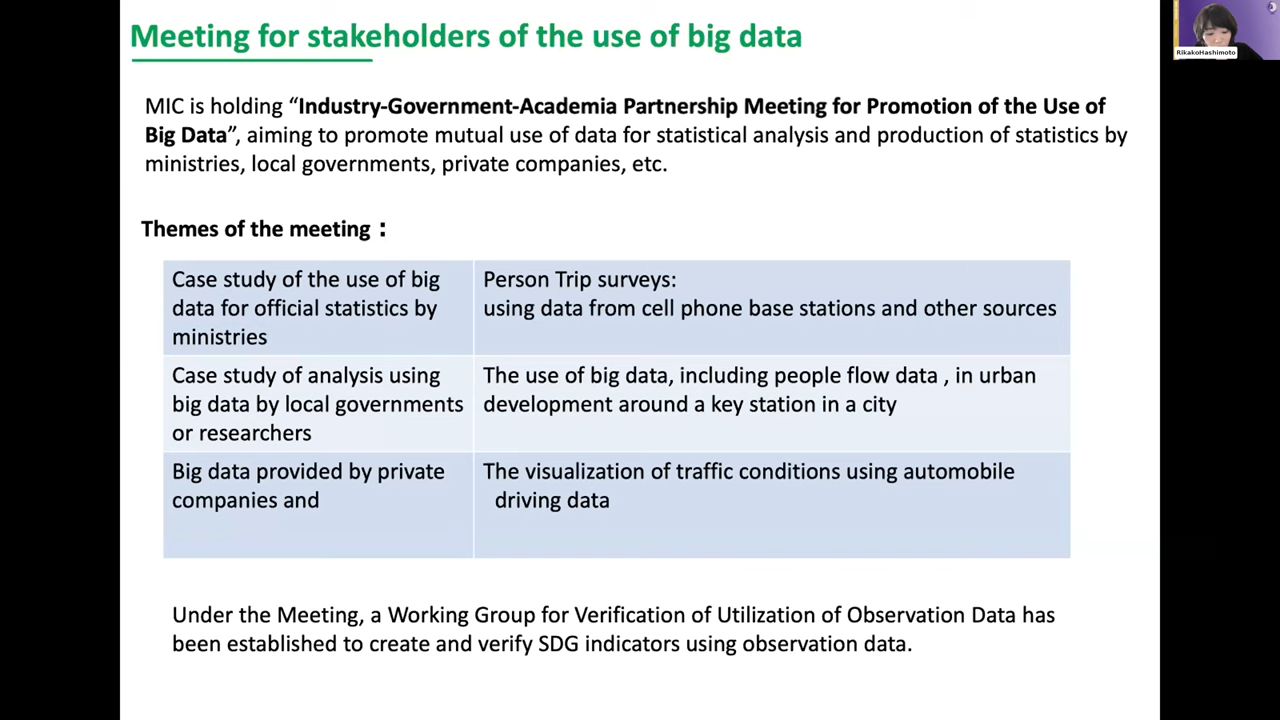 Meeting for stakeholders of the use of big data
RikakoHashimoto
MIC is holding “Industry-Government-Academia Partnership Meeting for Promotion of the Use of
Big Data”, aiming to promote mutual use of data for statistical analysis and production of statistics by
ministries, local governments, private companies, etc.
Themes of the meeting：
Case study of the use of big
data for official statistics by
ministries
Person Trip surveys:
using data from cell phone base stations and other sources
Case study of analysis using
big data by local governments
or researchers
The use of big data, including people flow data , in urban
development around a key station in a city
Big data provided by private
companies and
The visualization of traffic conditions using automobile
driving data
Under the Meeting, a Working Group for Verification of Utilization of Observation Data has
been established to create and verify SDG indicators using observation data.